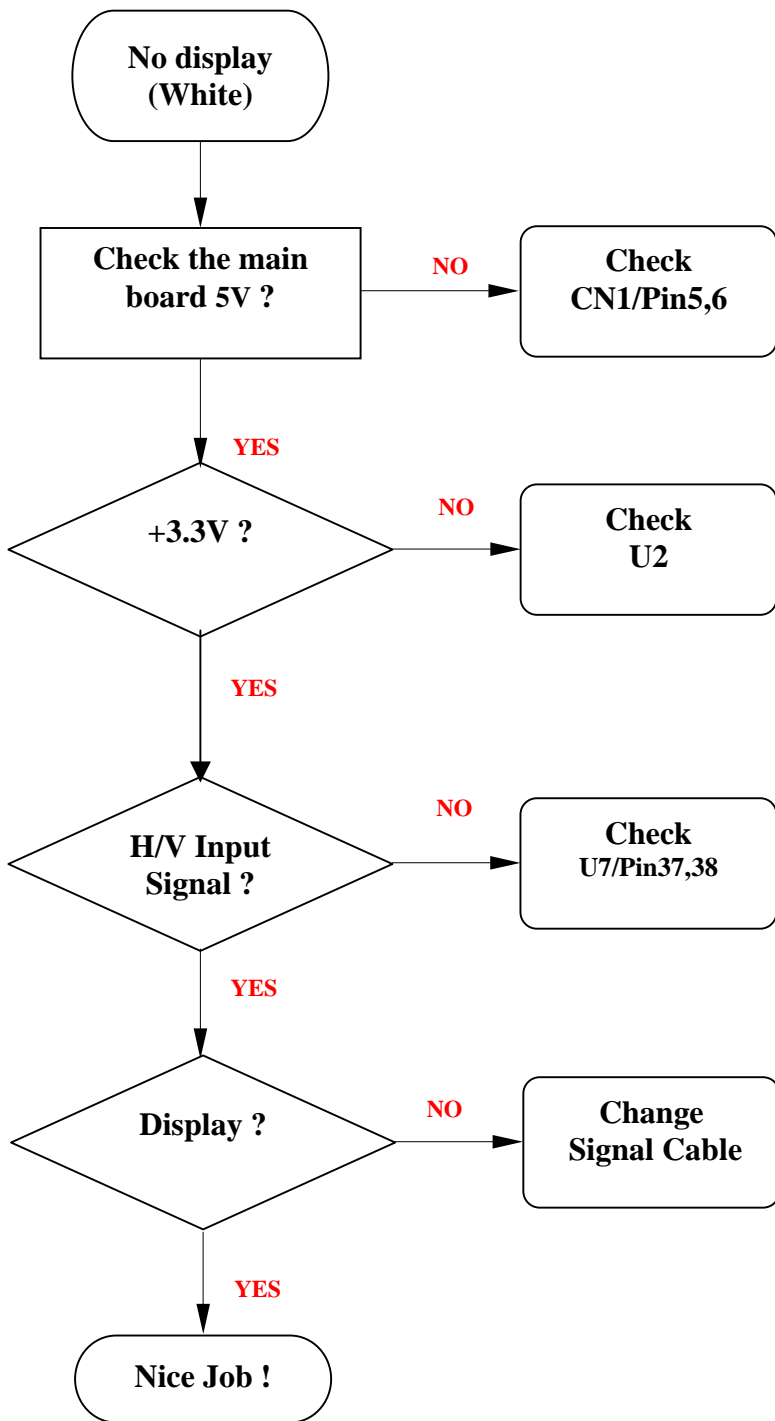 No display
(White)
Check the main
board 5V ?
NO
Check
CN1/Pin5,6
YES
+3.3V ?
NO
Check
U2
YES
H/V Input
Signal ?
NO
Check
U7/Pin37,38
YES
Display ?
NO
Change
Signal Cable
YES
Nice Job !